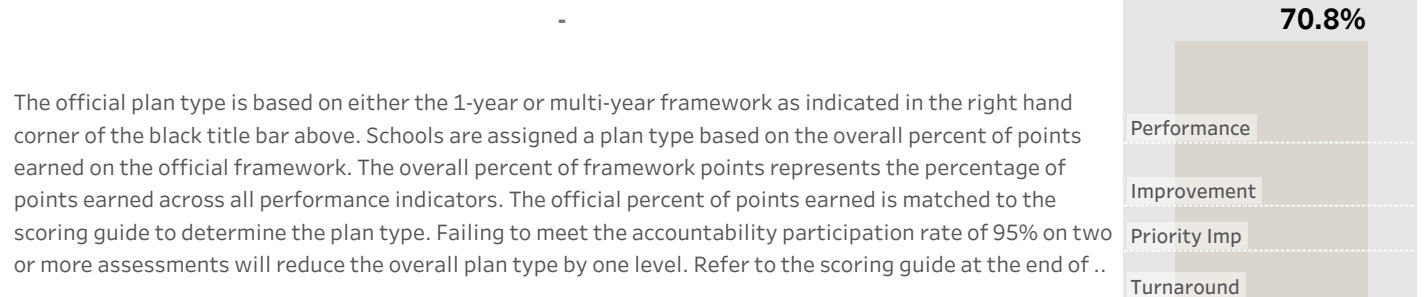 -
70.8%
The official plan type is based on either the 1-year or multi-year framework as indicated in the right hand
corner of the black title bar above. Schools are assigned a plan type based on the overall percent of points
earned on the official framework. The overall percent of framework points represents the percentage of
points earned across all performance indicators. The official percent of points earned is matched to the
scoring guide to determine the plan type. Failing to meet the accountability participation rate of 95% on two
or more assessments will reduce the overall plan type by one level. Refer to the scoring guide at the end of ..
Performance
Improvement
Priority Imp
Turnaround